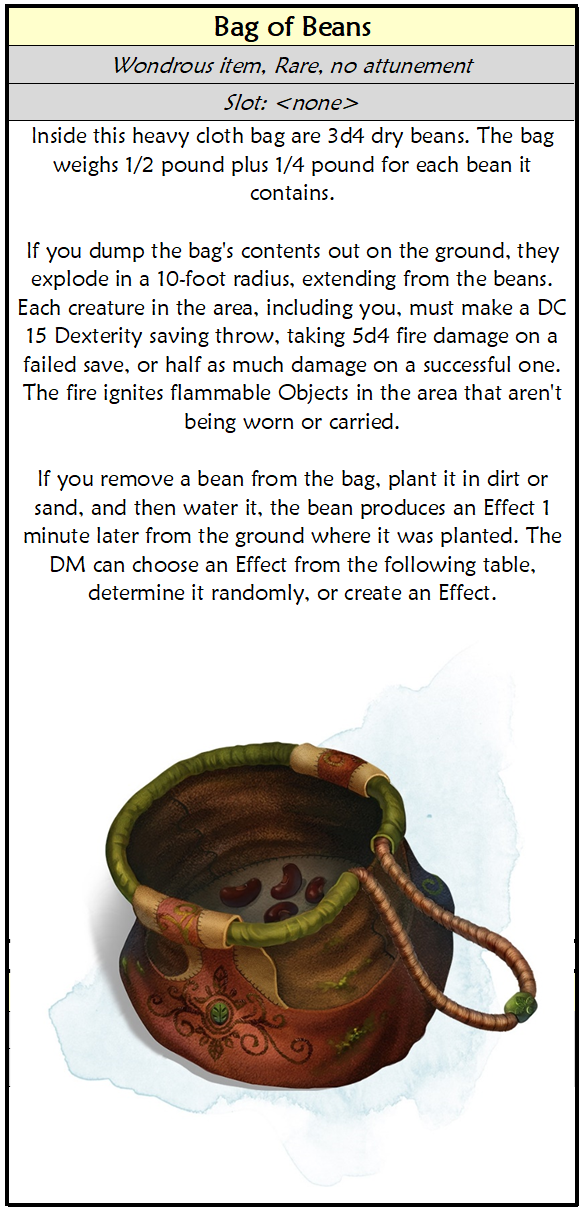 Bag of Beans
Wondrous item, Rare, no attunement
Slot: <none>
Inside this heavy cloth bag are 3d4 dry beans. The bag
weighs 1/2 pound plus 1/4 pound for each bean it
contains.
If you dump the bag's contents out on the ground, they
explode in a 10-foot radius, extending from the beans.
Each creature in the area, including you, must make a DC
15 Dexterity saving throw, taking 5d4 fire damage on a
failed save, or half as much damage on a successful one.
The fire ignites flammable Objects in the area that aren't
being worn or carried.
If you remove a bean from the bag, plant it in dirt or
sand, and then water it, the bean produces an Effect 1
minute later from the ground where it was planted. The
DM can choose an Effect from the following table,
determine it randomly, or create an Effect.